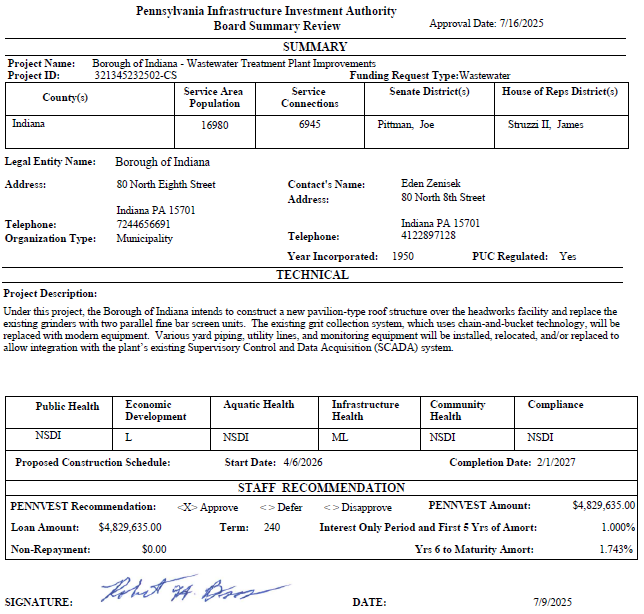 Pennsylvania Infrastructure Investment Authority
Board Summary Review
Approval Date: 7/16/2025
SUMMARY
Project Name: Borough of Indiana - Wastewater Treatment Plant Improvements
Project ID: 321345232502-CS Funding Request Type:Wastewater
County(s) Service Area Population Service Connections Senate District(s) House of Reps District(s)
Indiana 16980 6945 Pittman, Joe Struzzi II, James
Legal Entity Name: Borough of Indiana
Address: 80 North Eighth Street
Indiana PA 15701
Telephone: 7244656691
Organization Type: Municipality
Contact's Name: Eden Zenisek
Address: 80 North 8th Street
Indiana PA 15701
Telephone: 4122897128
Year Incorporated: 1950 PUC Regulated: Yes
TECHNICAL
Project Description:
Under this project, the Borough of Indiana intends to construct a new pavilion-type roof structure over the headworks facility and replace the
existing grinders with two parallel fine bar screen units. The existing grit collection system, which uses chain-and-bucket technology, will be
replaced with modern equipment. Various yard piping, utility lines, and monitoring equipment will be installed, relocated, and/or replaced to
allow integration with the plant's existing Supervisory Control and Data Acquisition (SCADA) system.
Public Health Economic Development Aquatic Health Infrastructure Health Community Health Compliance
NSDI L NSDI ML NSDI NSDI
Proposed Construction Schedule: Start Date: 4/6/2026 Completion Date: 2/1/2027
STAFF RECOMMENDATION
PENNVEST Recommendation: <X> Approve < > Defer < > Disapprove PENNVEST Amount: $4,829,635.00
Loan Amount: $4,829,635.00 Term: 240 Interest Only Period and First 5 Yrs of Amort: 1.000%
Non-Repayment: $0.00 Yrs 6 to Maturity Amort: 1.743%
SIGNATURE: DATE: 7/9/2025